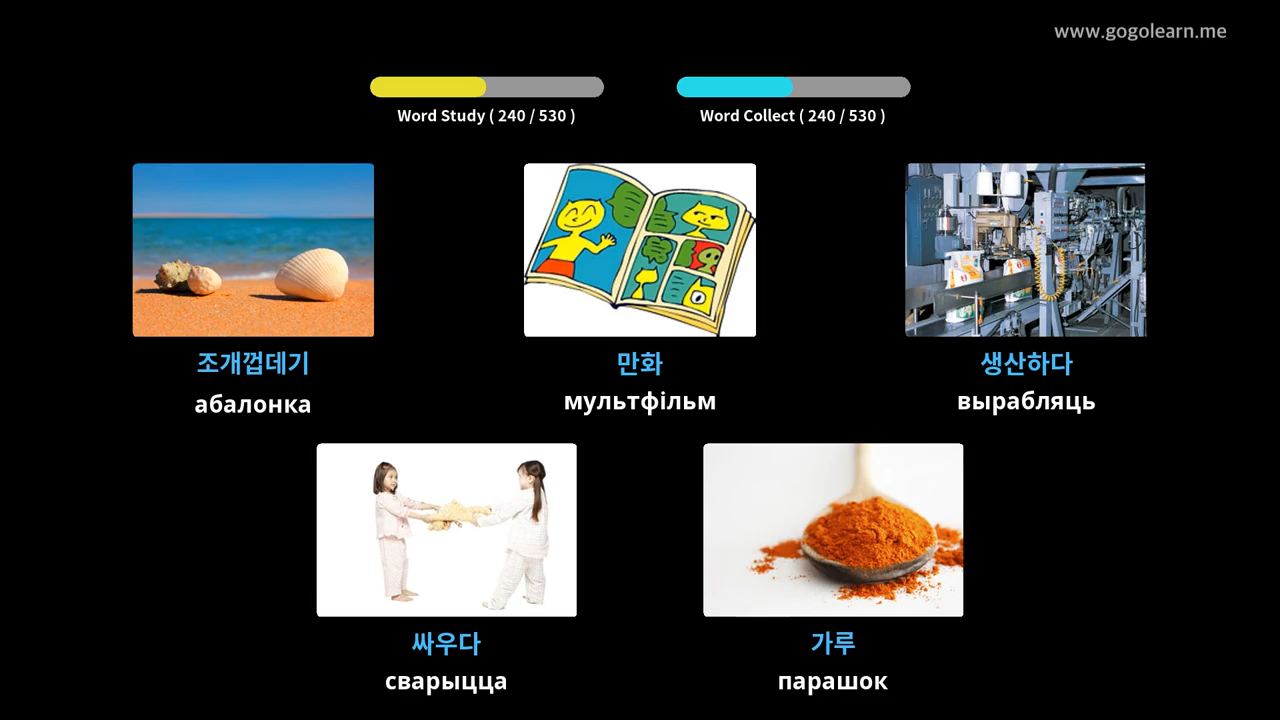 www.gogolearn.me
Word Study ( 240 / 530 )
Word Collect ( 240 / 530 )
조개껍데기
абалонка
만화
мультфільм
생산하다
вырабляць
싸우다
сварыцца
가루
парашок